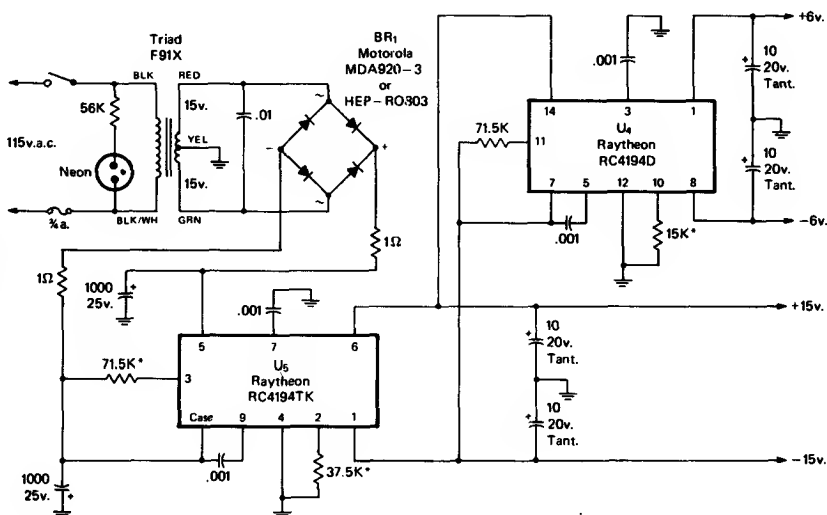 Triad
F91X
BR1
Motorola
MDA920-3
or
HEP-RO803
BLK
RED
56K
15v.
.01
YEL
115v.a.c.
Neon
15v.
BLK/WH
GRN
¾a.
~
~
-
+
1Ω
1Ω
1000
25v.
.001
5
7
6
71.5K*
3
U5
Raytheon
RC4194TK
Case
9
4
2
1
.001
37.5K*
1000
25v.
+
+
.001
14
3
1
71.5K
11
U4
Raytheon
RC4194D
7
5
12
10
8
.001
15K*
+6v.
+
10
20v.
Tant.
+
10
20v.
Tant.
-6v.
+15v.
+
10
20v.
Tant.
+
10
20v.
Tant.
-15v.